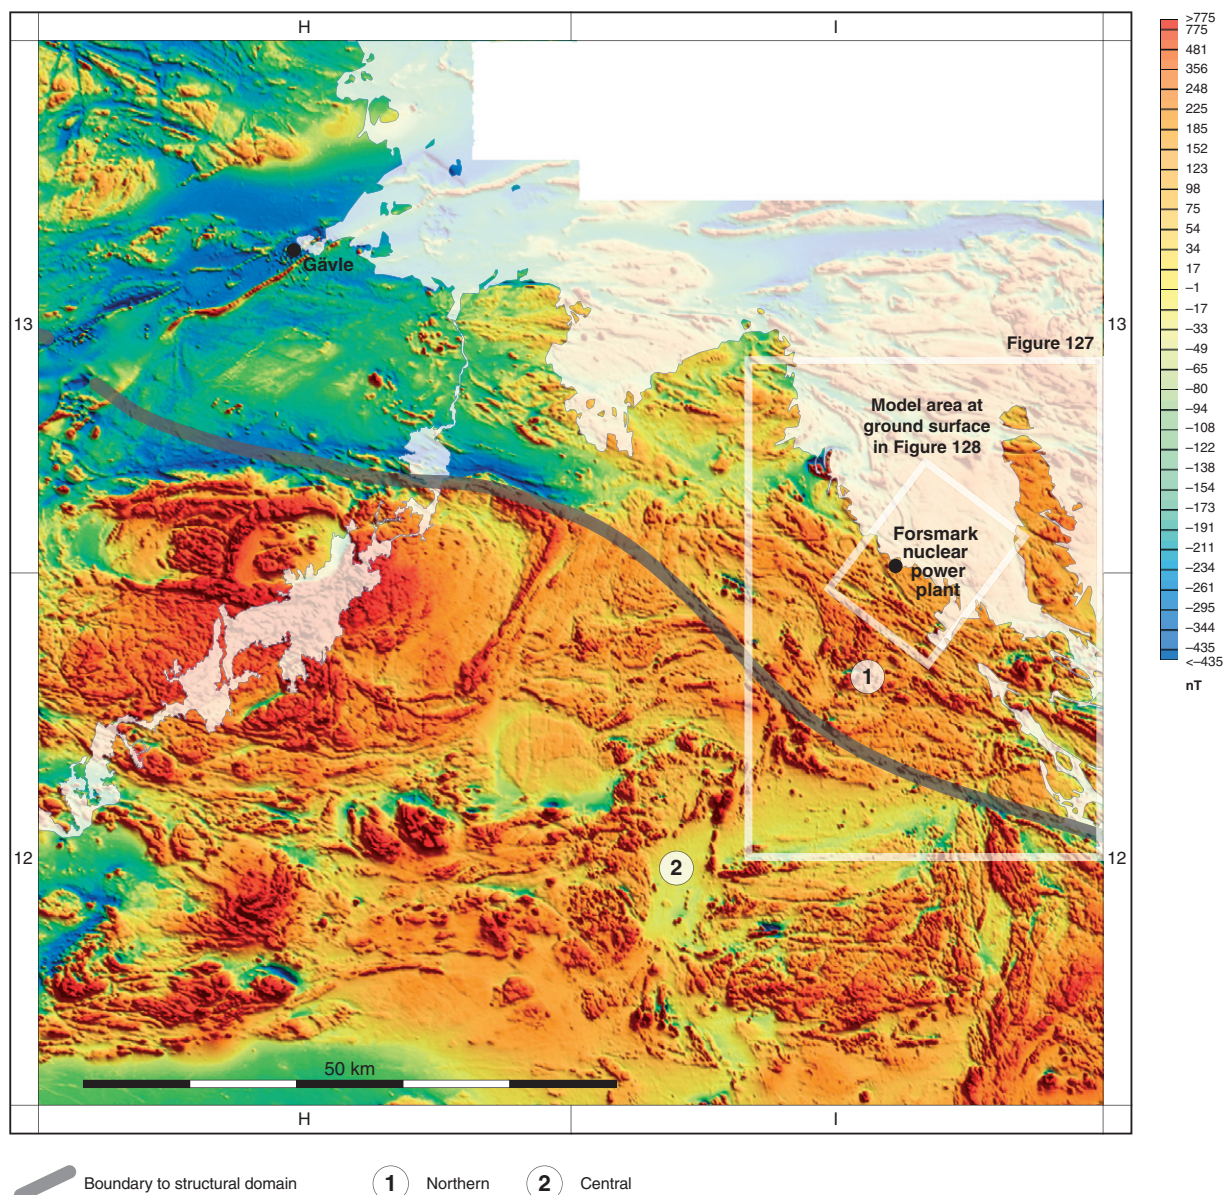 H
I
Gävle
13
13
Figure 127
Model area at
ground surface
in Figure 128
Forsmark
nuclear
power
plant
1
2
12
12
50 km
H
I
>775
775
481
356
248
225
185
152
123
98
75
54
34
17
−1
−17
−33
−49
−65
−80
−94
−108
−122
−138
−154
−173
−191
−211
−234
−261
−295
−344
−435
<−435
nT
Boundary to structural domain
1 Northern
2 Central